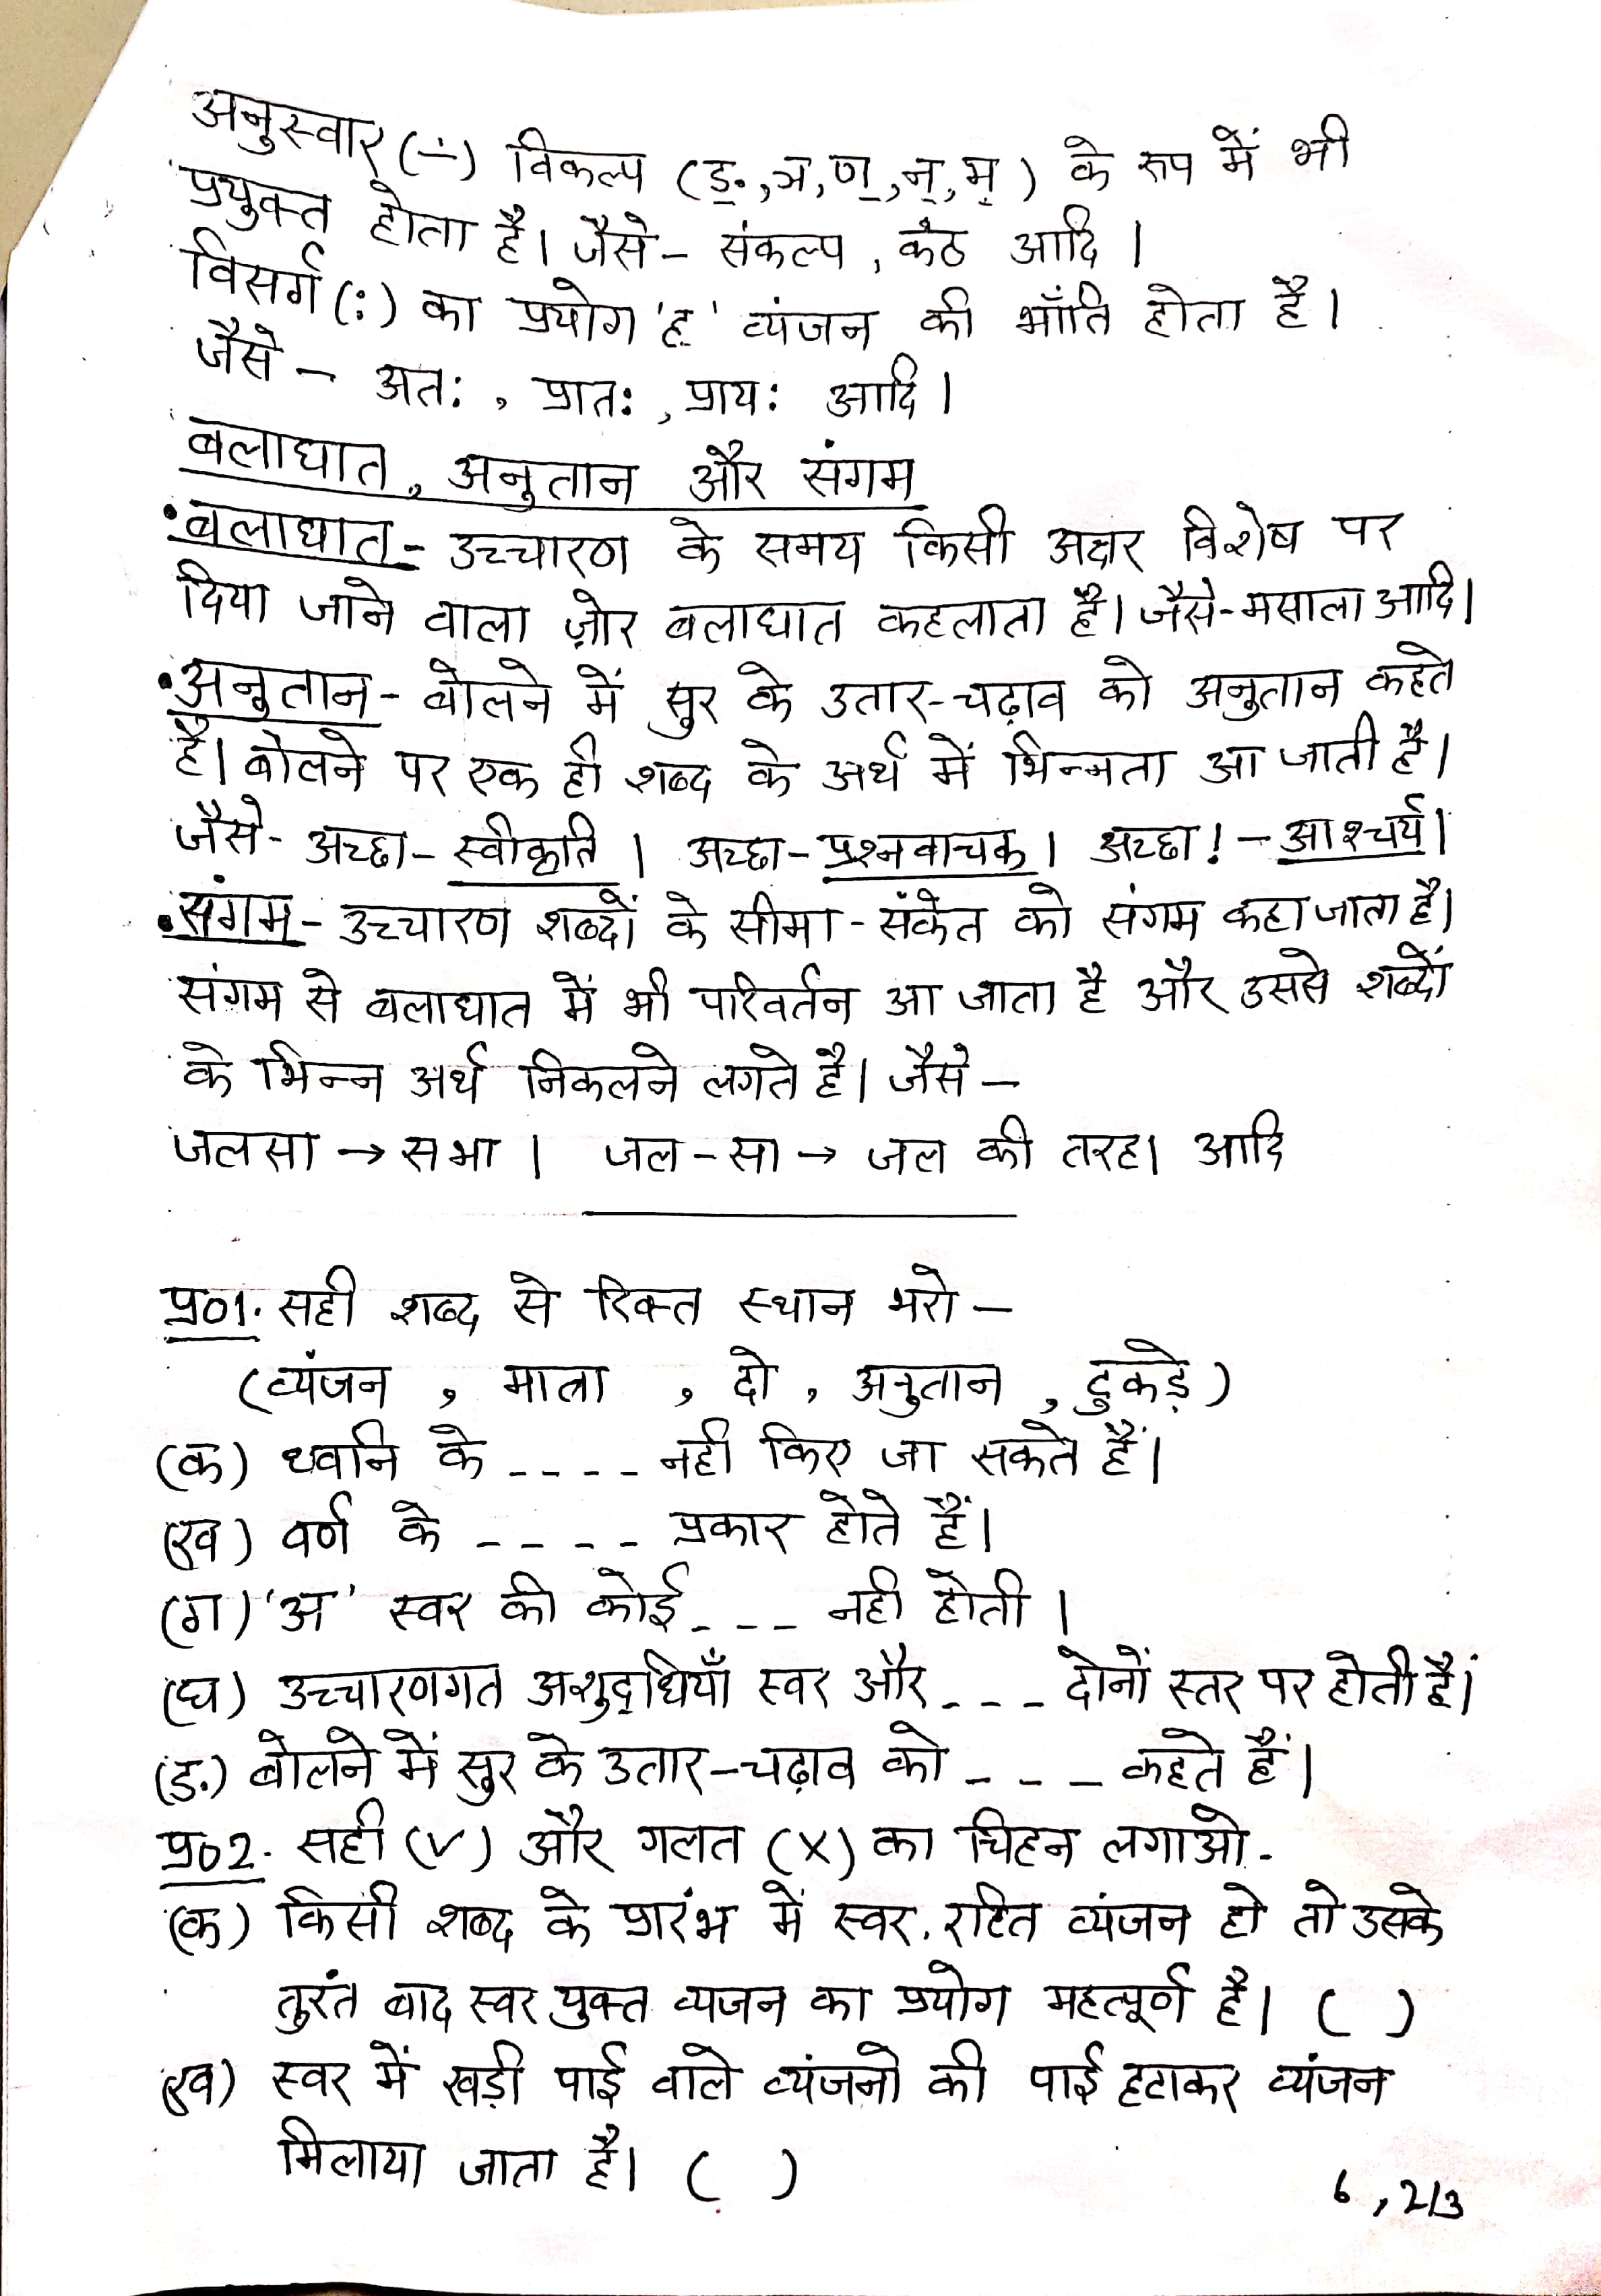 अनुस्वार (–ं) विकल्प (ङ्, ञ, ण्, न्, म्) के रूप में भी
प्रयुक्त होता है। जैसे – संकल्प, कंठ आदि।
विसर्ग (:) का प्रयोग 'ह्' व्यंजन की भाँति होता है।
जैसे – अतः, प्रातः, प्रायः आदि।
बलाघात, अनुतान और संगम
• बलाघात - उच्चारण के समय किसी अक्षर विशेष पर
दिया जाने वाला ज़ोर बलाघात कहलाता है। जैसे- मसाला आदि।
• अनुतान - बोलने में सुर के उतार-चढ़ाव को अनुतान कहते
है। बोलने पर एक ही शब्द के अर्थ में भिन्नता आ जाती है।
जैसे - अच्छा - स्वीकृति। अच्छा - प्रश्नवाचक। अच्छा! - आश्चर्य।
• संगम - उच्चारण शब्दों के सीमा-संकेत को संगम कहा जाता है।
संगम से बलाघात में भी परिवर्तन आ जाता है और उससे शब्दों
के भिन्न अर्थ निकलने लगते है। जैसे –
जलसा → सभा। जल-सा → जल की तरह। आदि
प्र01. सही शब्द से रिक्त स्थान भरो –
(व्यंजन, मात्रा, दो, अनुतान, टुकड़े)
(क) ध्वनि के ---- नही किए जा सकते हैं।
(ख) वर्ण के ---- प्रकार होते हैं।
(ग) 'अ' स्वर की कोई --- नही होती।
(घ) उच्चारणगत अशुद्धियाँ स्वर और --- दोनों स्तर पर होती हैं।
(ङ) बोलने में सुर के उतार-चढ़ाव को --- कहते हैं।
प्र02. सही (✓) और गलत (X) का चिहन लगाओ -
(क) किसी शब्द के प्रारंभ में स्वर. रहित व्यंजन हो तो उसके
तुरंत बाद स्वर युक्त व्यजन का प्रयोग महत्पूर्ण है। ( )
(ख) स्वर में खड़ी पाई वाले व्यंजनो की पाई हटाकर व्यंजन
मिलाया जाता है। ( )
6, 2/3